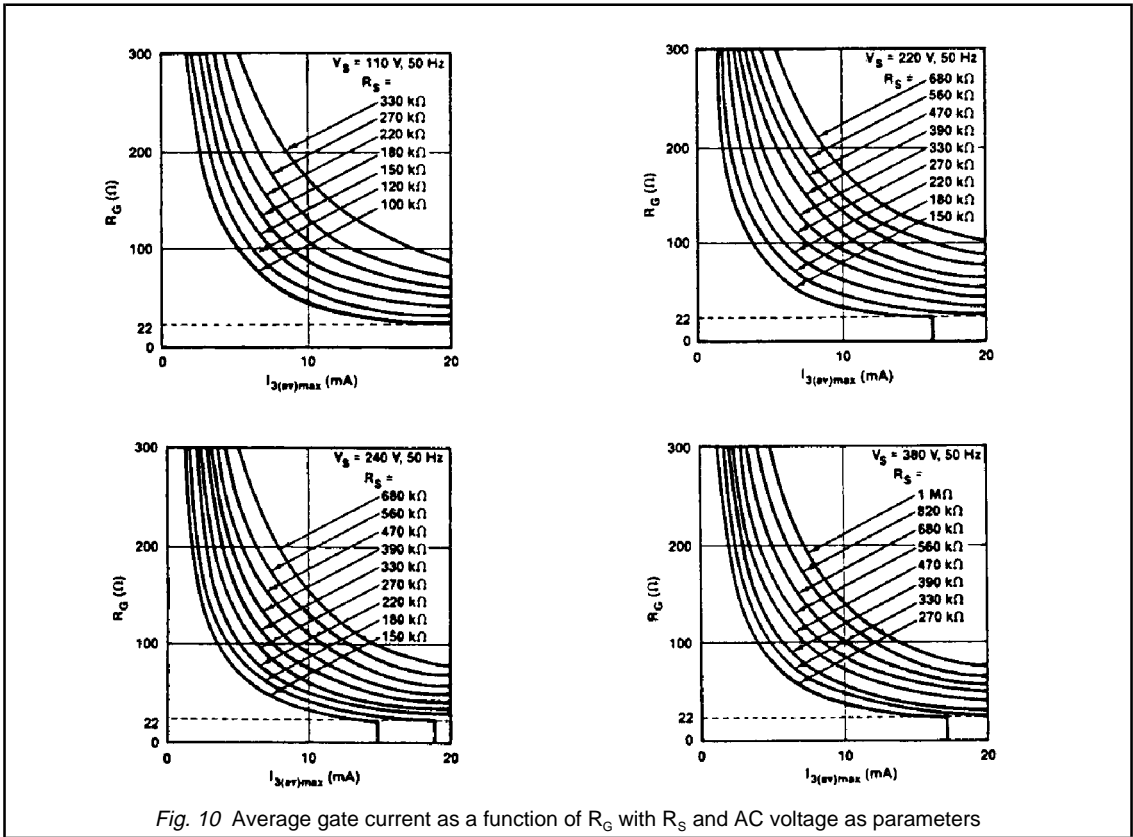 300
200
100
22
0
R_G (Ω)
V_S = 110 V, 50 Hz
R_S =
330 kΩ
270 kΩ
220 kΩ
180 kΩ
150 kΩ
120 kΩ
100 kΩ
0
10
20
I_3(av)max (mA)
300
200
100
22
0
R_G (Ω)
V_S = 220 V, 50 Hz
R_S =
680 kΩ
560 kΩ
470 kΩ
390 kΩ
330 kΩ
270 kΩ
220 kΩ
180 kΩ
150 kΩ
0
10
20
I_3(av)max (mA)
300
200
100
22
0
R_G (Ω)
V_S = 240 V, 50 Hz
R_S =
680 kΩ
560 kΩ
470 kΩ
390 kΩ
330 kΩ
270 kΩ
220 kΩ
180 kΩ
150 kΩ
0
10
20
I_3(av)max (mA)
300
200
100
22
0
R_G (Ω)
V_S = 380 V, 50 Hz
R_S =
1 MΩ
820 kΩ
680 kΩ
560 kΩ
470 kΩ
390 kΩ
330 kΩ
270 kΩ
0
10
20
I_3(av)max (mA)
Fig. 10 Average gate current as a function of R_G with R_S and AC voltage as parameters